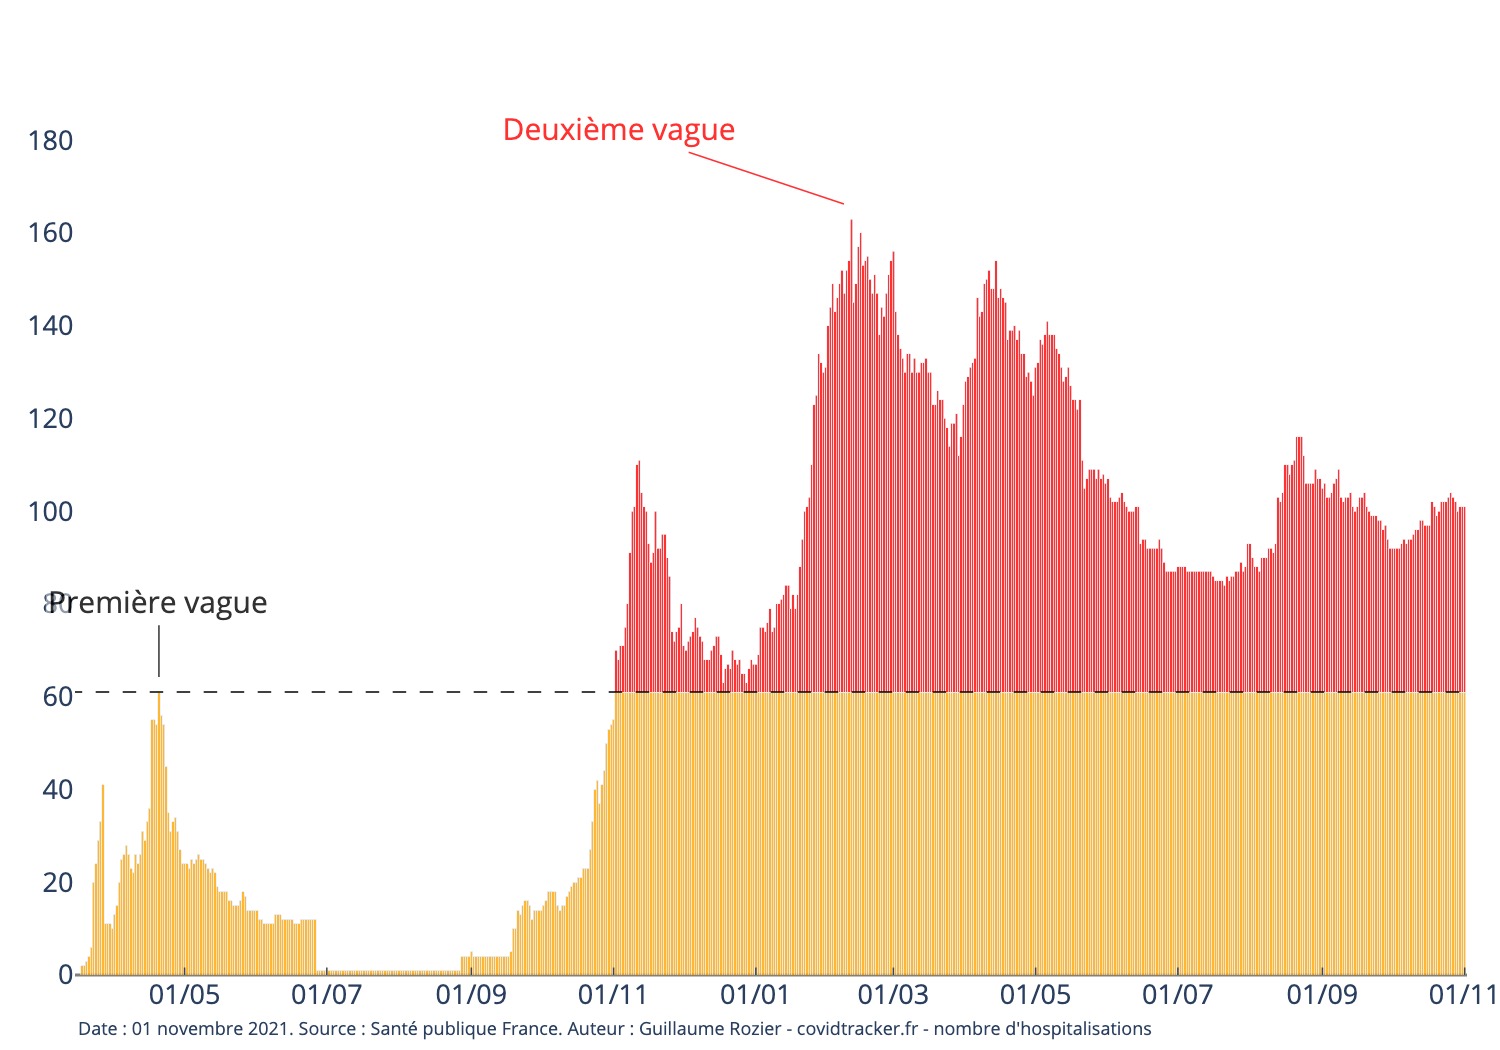 Deuxième vague
180
160
140
120
100
80
Première vague
60
40
20
0
01/05 01/07 01/09 01/11 01/01 01/03 01/05 01/07 01/09 01/11
Date : 01 novembre 2021. Source : Santé publique France. Auteur : Guillaume Rozier - covidtracker.fr - nombre d'hospitalisations